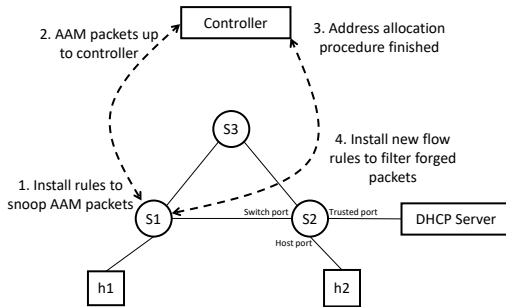 2. AAM packets up
to controller
Controller
3. Address allocation
procedure finished
S3
4. Install new flow
rules to filter forged
packets
1. Install rules to
snoop AAM packets
S1
Switch port
S2
Trusted port
DHCP Server
Host port
h1
h2